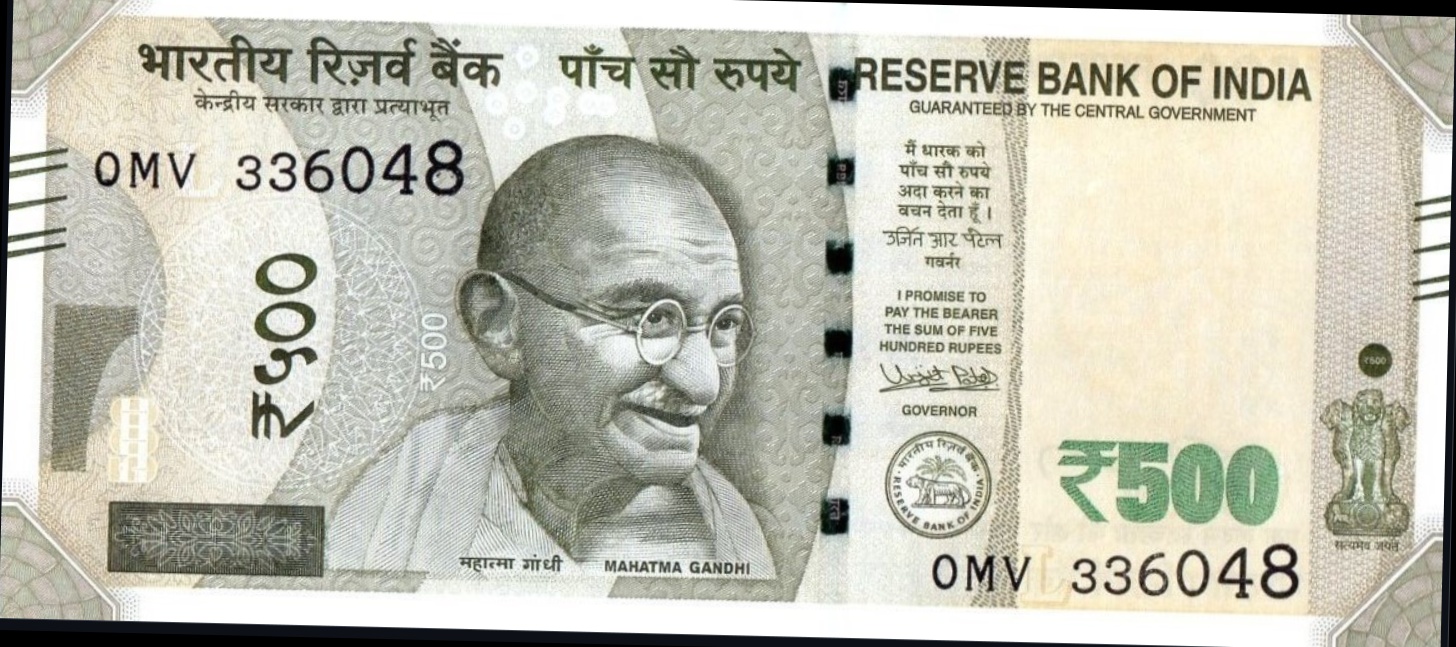 भारतीय रिज़र्व बैंक
केन्द्रीय सरकार द्वारा प्रत्याभूत
पाँच सौ रुपये
RESERVE BANK OF INDIA
GUARANTEED BY THE CENTRAL GOVERNMENT
0MV 336048
₹५००
₹500
मैं धारक को
पाँच सौ रुपये
अदा करने का
वचन देता हूँ ।
उर्जित आर पटेल
गवर्नर
I PROMISE TO
PAY THE BEARER
THE SUM OF FIVE
HUNDRED RUPEES
Urjit Patel
GOVERNOR
भारतीय रिज़र्व बैंक
RESERVE BANK OF INDIA
₹500
₹500
सत्यमेव जयते
महात्मा गांधी
MAHATMA GANDHI
0MV 336048